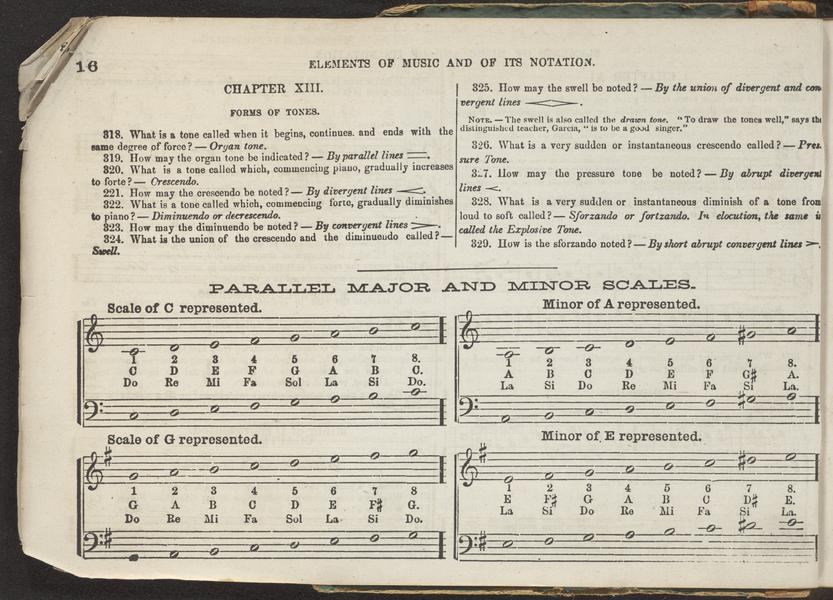 16
ELEMENTS OF MUSIC AND OF ITS NOTATION.
CHAPTER XIII.
FORMS OF TONES.
318. What is a tone called when it begins, continues. and ends with the
same degree of force? — Organ tone.
319. How may the organ tone be indicated? — By parallel lines
320. What is a tone called which, commencing piano, gradually increases
to forte? — Crescendo.
221. How may the crescendo be noted? — By divergent lines
322. What is a tone called which, commencing forte, gradually diminishes
to piano? — Diminuendo or decrescendo.
323. How may the diminuendo be noted? — By convergent lines
324. What is the union of the crescendo and the diminuendo called? —
Swell.
325. How may the swell be noted? — By the union of divergent and con
vergent lines
NOTE. — The swell is also called the drawn tone. "To draw the tones well," says the
distinguished teacher, Garcia, "is to be a good singer."
326. What is a very sudden or instantaneous crescendo called? — Pres-
sure Tone.
3:7. How may the pressure tone be noted? — By abrupt divergent
lines
328. What is a very sudden or instantaneous diminish of a tone from
loud to soft called? — Sforzando or fortzando. In elocution, the same is
called the Explosive Tone.
329. How is the sforzando noted? — By short abrupt convergent lines
PARALLEL MAJOR AND MINOR SCALES.
Scale of C represented.
1 2 3 4 5 6 7 8.
C D E F G A B C.
Do Re Mi Fa Sol La Si Do.
Minor of A represented.
1 2 3 4 5 6 7 8.
A B C D E F G♯ A.
La Si Do Re Mi Fa Si La.
Scale of G represented.
1 2 3 4 5 6 7 8
G A B C D E F♯ G.
Do Re Mi Fa Sol La Si Do.
Minor of E represented.
1 2 3 4 5 6 7 8.
E F♯ G A B C D♯ E.
La Si Do Re Mi Fa Si La.